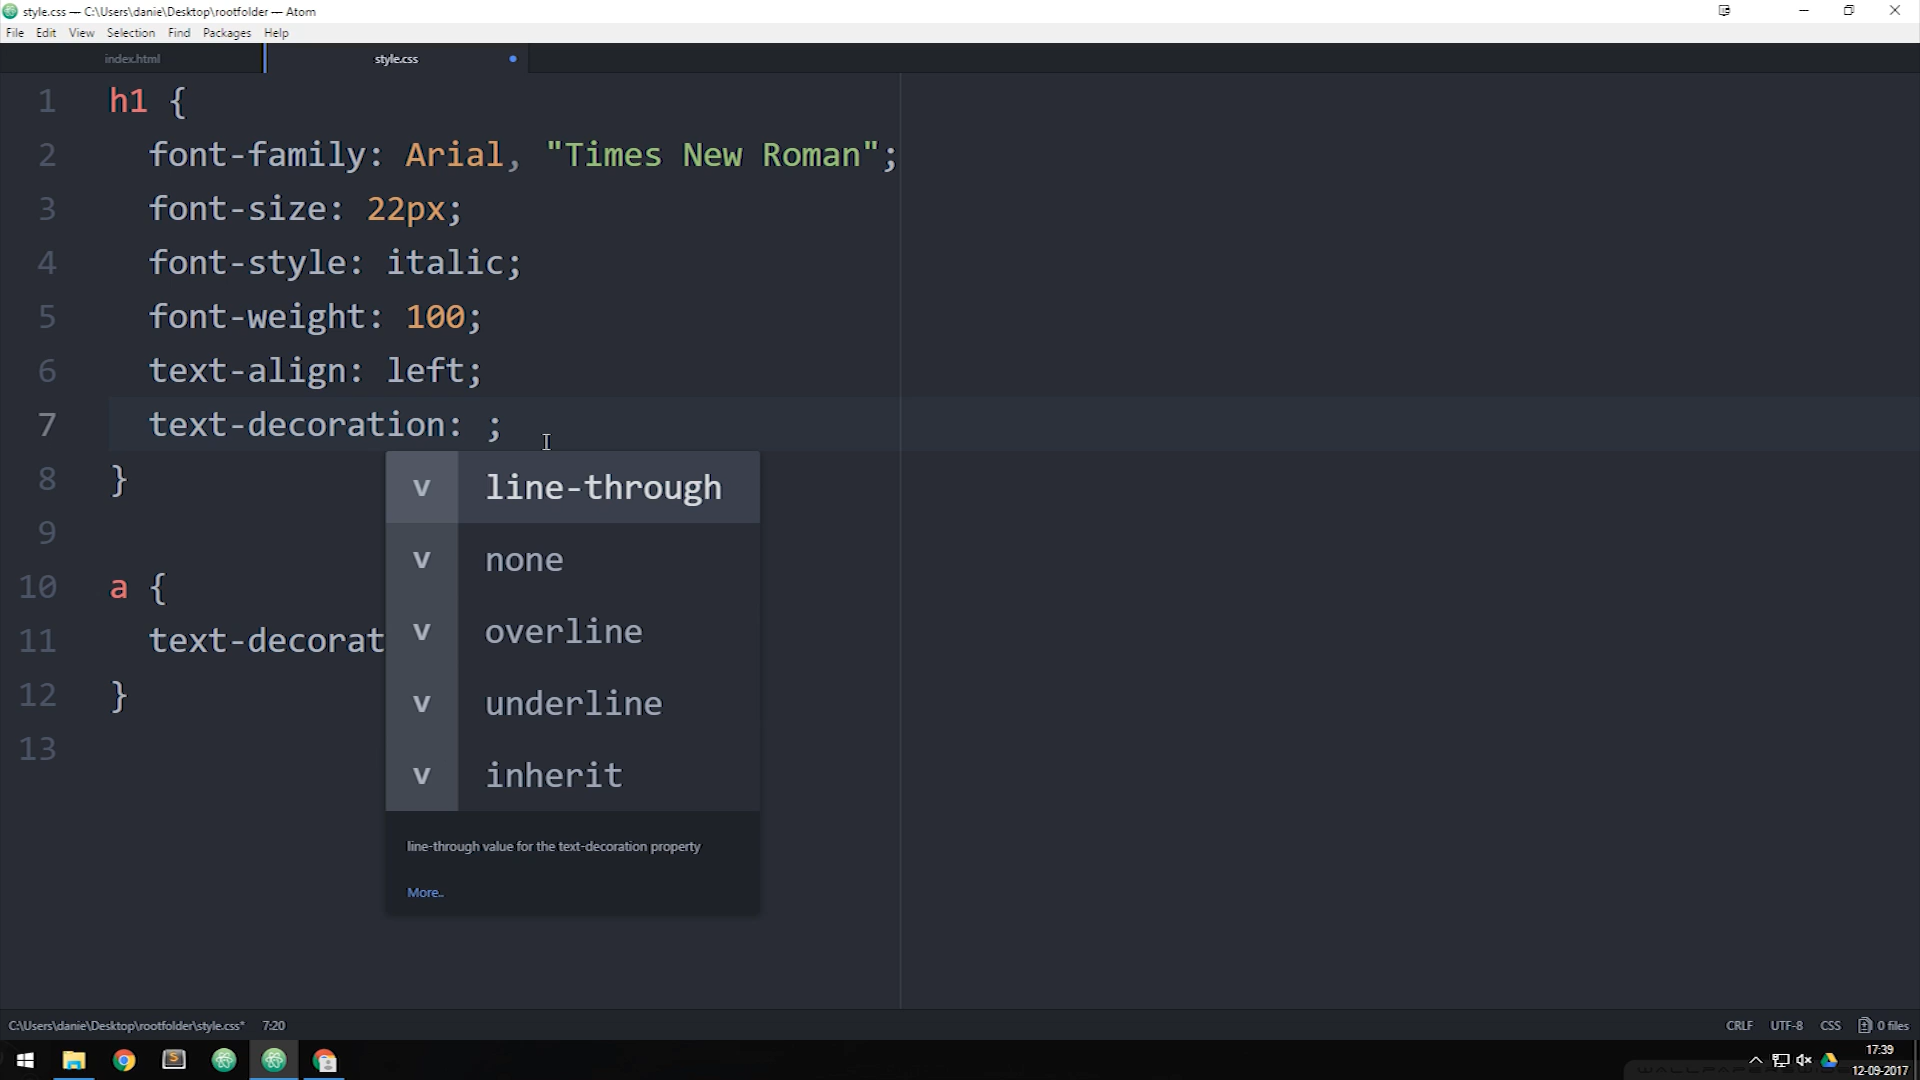 style.css — C:\Users\danie\Desktop\rootfolder — Atom
File Edit View Selection Find Packages Help
index.html style.css
1 h1 {
2 font-family: Arial, "Times New Roman";
3 font-size: 22px;
4 font-style: italic;
5 font-weight: 100;
6 text-align: left;
7 text-decoration: ;
8 }
9
10 a {
11 text-decorat
12 }
13
v line-through
v none
v overline
v underline
v inherit
line-through value for the text-decoration property
More..
C:\Users\danie\Desktop\rootfolder\style.css* 7:20 CRLF UTF-8 CSS 0 files
17:39
12-09-2017